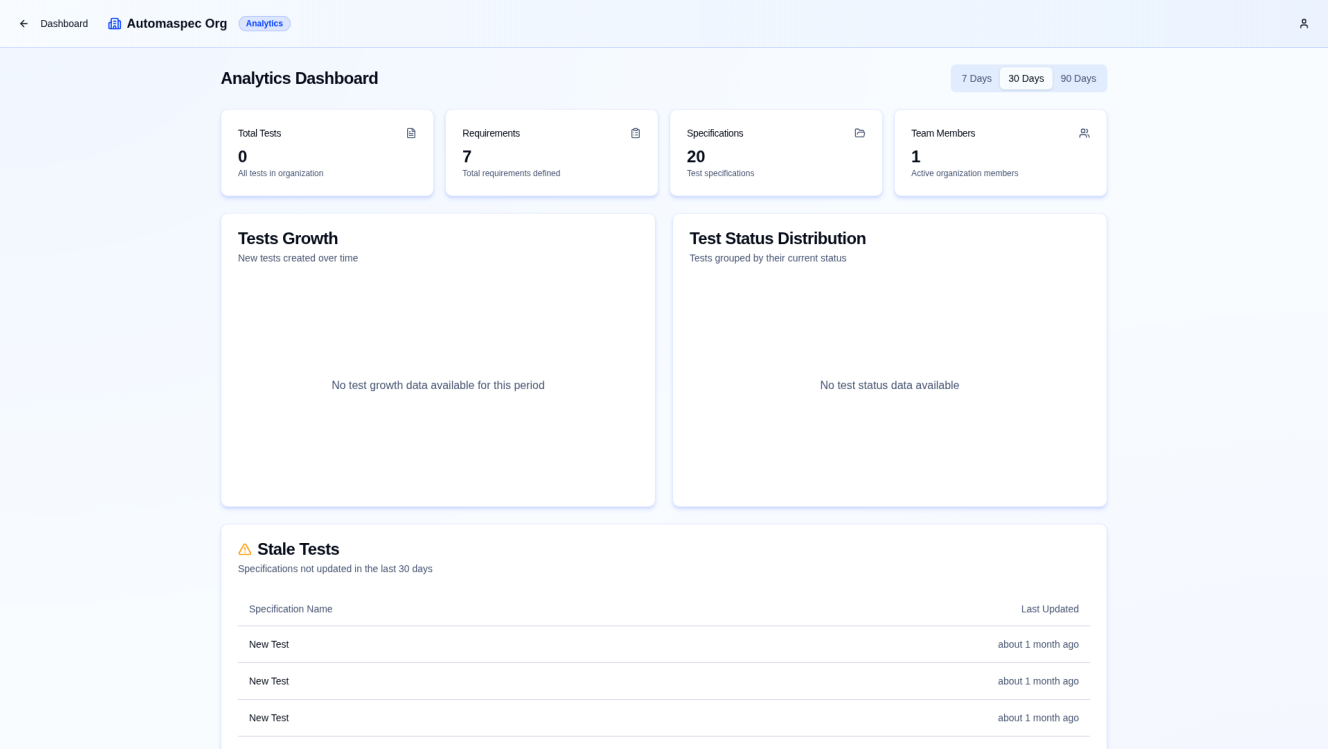 Dashboard
Automaspec Org
Analytics
Analytics Dashboard
7 Days
30 Days
90 Days
Total Tests
0
All tests in organization
Requirements
7
Total requirements defined
Specifications
20
Test specifications
Team Members
1
Active organization members
Tests Growth
New tests created over time
No test growth data available for this period
Test Status Distribution
Tests grouped by their current status
No test status data available
Stale Tests
Specifications not updated in the last 30 days
Specification Name Last Updated
New Test about 1 month ago
New Test about 1 month ago
New Test about 1 month ago